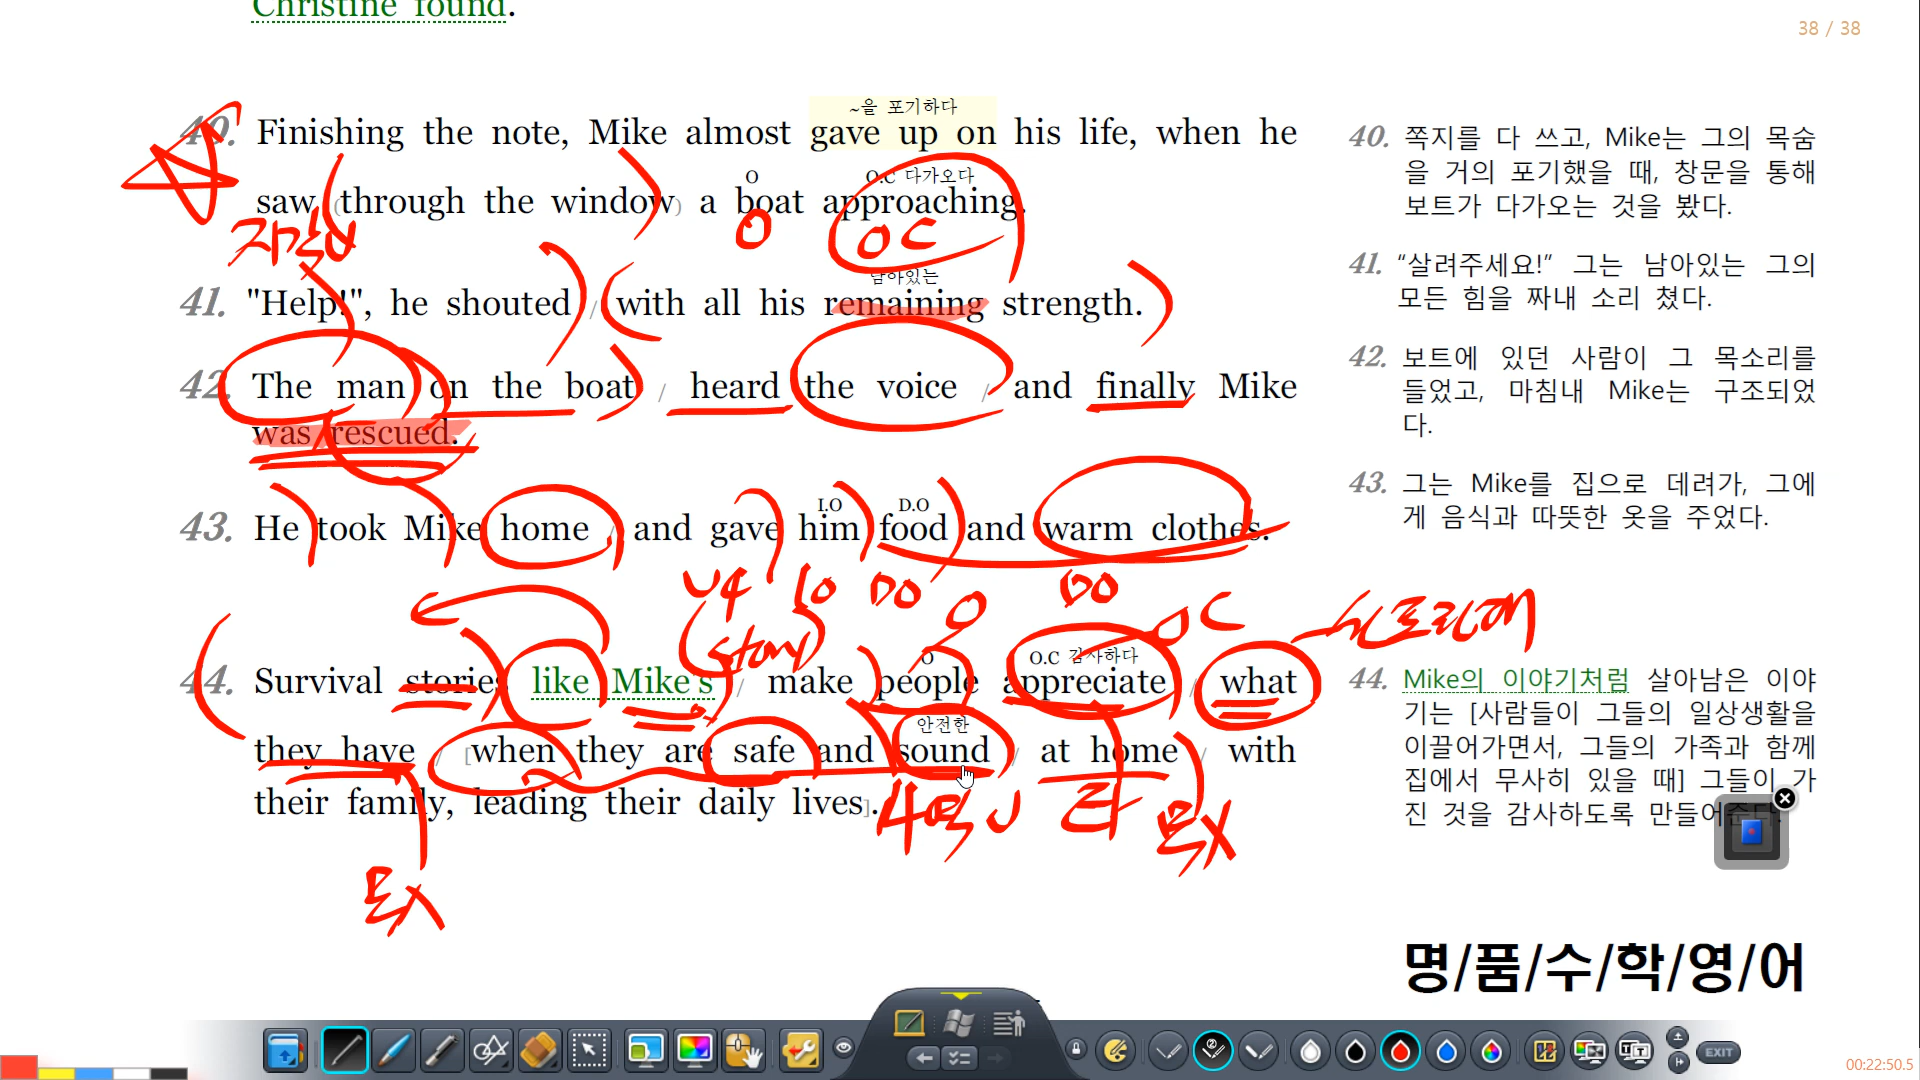 Christine found.
38 / 38
~을 포기하다
40. Finishing the note, Mike almost gave up on his life, when he
O
O.C 다가오다
saw (through the window) a boat approaching.
O
O C
남아있는
41. "Help!", he shouted / with all his remaining strength.
42. The man on the boat / heard the voice / and finally Mike
was rescued.
I.O
D.O
43. He took Mike home / and gave him food and warm clothes.
V4
IO
DO
DO
O
OC
O
O.C 감사하다
44. Survival stories like Mike's / make people appreciate / what
안전한
they have / [when they are safe and sound / at home / with
their family, leading their daily lives].
40. 쪽지를 다 쓰고, Mike는 그의 목숨
을 거의 포기했을 때, 창문을 통해
보트가 다가오는 것을 봤다.
41. “살려주세요!” 그는 남아있는 그의
모든 힘을 짜내 소리 쳤다.
42. 보트에 있던 사람이 그 목소리를
들었고, 마침내 Mike는 구조되었
다.
43. 그는 Mike를 집으로 데려가, 그에
게 음식과 따뜻한 옷을 주었다.
44. Mike의 이야기처럼 살아남은 이야
기는 [사람들이 그들의 일상생활을
이끌어가면서, 그들의 가족과 함께
집에서 무사히 있을 때] 그들이 가
진 것을 감사하도록 만들어준다.
명/품/수/학/영/어
EXIT
00:22:50.5